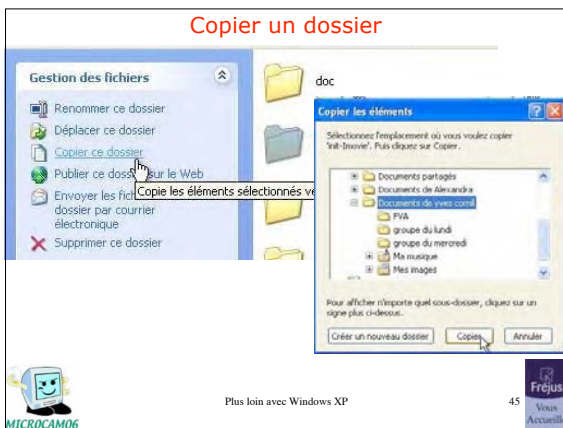 Copier un dossier
Gestion des fichiers
Renommer ce dossier
Déplacer ce dossier
Copier ce dossier
Publier ce dossier sur le Web
Copie les éléments sélectionnés ve
Envoyer les fich
dossier par courrier
électronique
Supprimer ce dossier
doc
Copier les éléments
Sélectionnez l'emplacement où vous voulez copier
'Init-Imovie'. Puis cliquez sur Copier.
Documents partagés
Documents de Alexandra
Documents de yves cornil
FVA
groupe du lundi
groupe du mercredi
Ma musique
Mes images
Pour afficher n'importe quel sous-dossier, cliquez sur un
signe plus ci-dessus.
Créer un nouveau dossier
Copier
Annuler
MICROCAM06
Plus loin avec Windows XP
45
Fréjus
Vous
Accueille